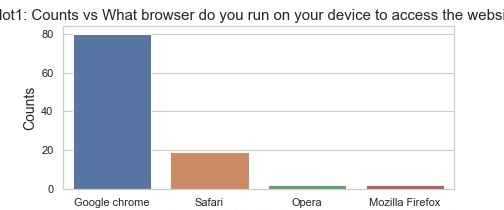 lot1: Counts vs What browser do you run on your device to access the websi
80
60
40
20
0
Counts
Google chrome Safari Opera Mozilla Firefox